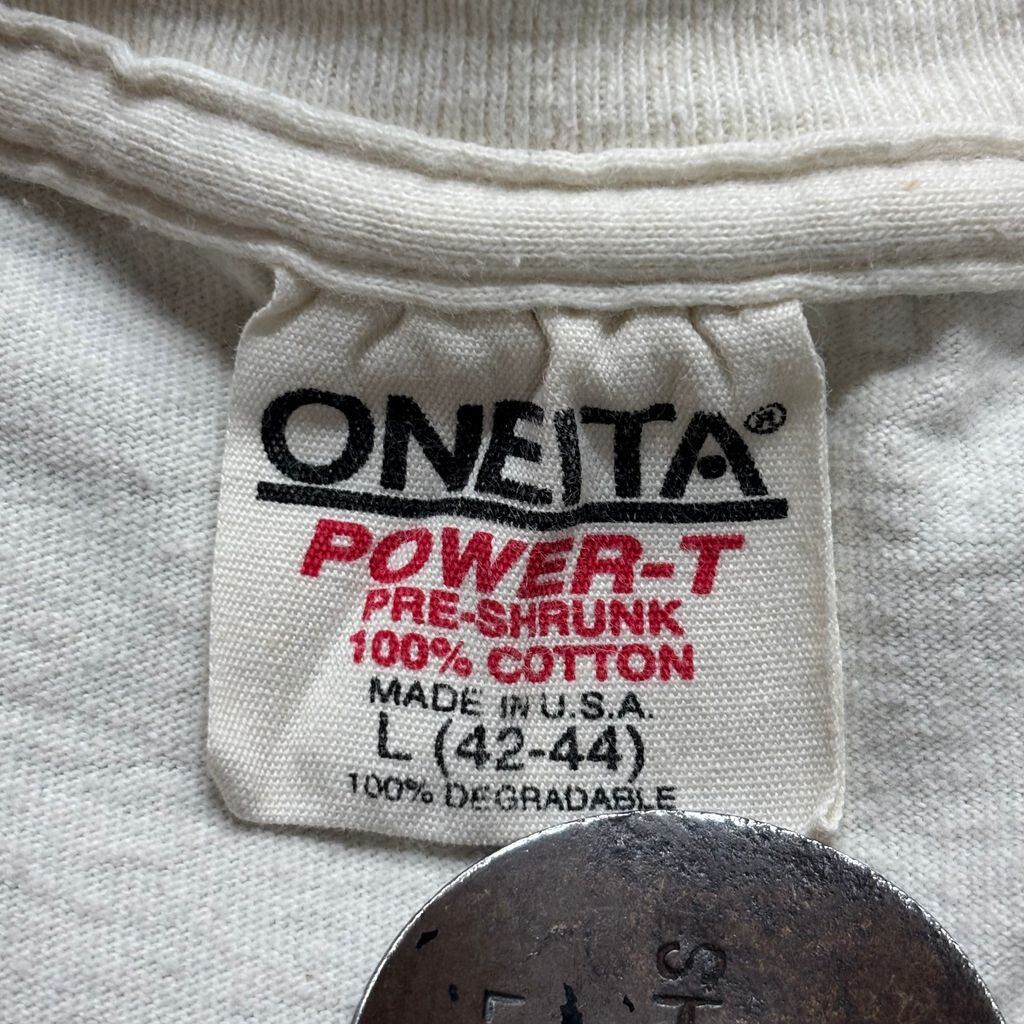 ONEITA®
POWER-T
PRE-SHRUNK
100% COTTON
MADE IN U.S.A.
L (42-44)
100% DEGRADABLE